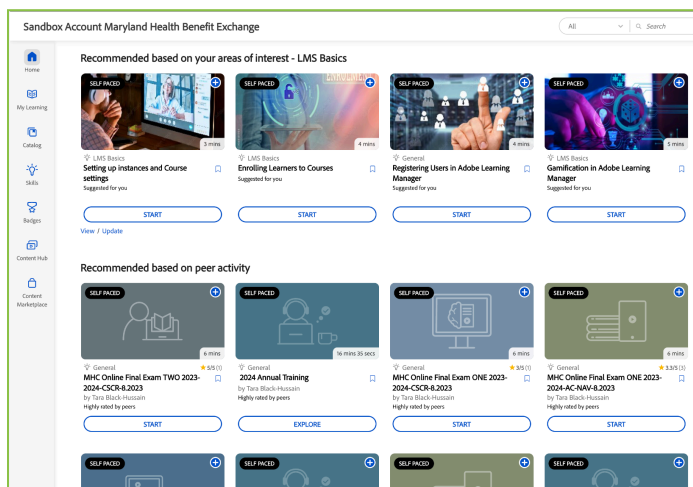 Sandbox Account Maryland Health Benefit Exchange
All
Search
Home
My Learning
Catalog
Skills
Badges
Content Hub
Content
Marketplace
Recommended based on your areas of interest - LMS Basics
SELF PACED
3 mins
LMS Basics
Setting up instances and Course
settings
Suggested for you
START
SELF PACED
4 mins
LMS Basics
Enrolling Learners to Courses
Suggested for you
START
SELF PACED
4 mins
General
Registering Users in Adobe Learning
Manager
Suggested for you
START
SELF PACED
5 mins
LMS Basics
Gamification in Adobe Learning
Manager
Suggested for you
START
View / Update
Recommended based on peer activity
SELF PACED
6 mins
General
5/5 (1)
MHC Online Final Exam TWO 2023-
2024-CSCR-8.2023
by Tara Black-Hussain
Highly rated by peers
START
SELF PACED
16 mins 35 secs
General
2024 Annual Training
by Tara Black-Hussain
Highly rated by peers
EXPLORE
SELF PACED
6 mins
General
3/5 (1)
MHC Online Final Exam ONE 2023-
2024-CSCR-8.2023
by Tara Black-Hussain
Highly rated by peers
START
SELF PACED
6 mins
General
3.3/5 (3)
MHC Online Final Exam ONE 2023-
2024-AC-NAV-8.2023
by Tara Black-Hussain
Highly rated by peers
START
SELF PACED
SELF PACED
SELF PACED
SELF PACED